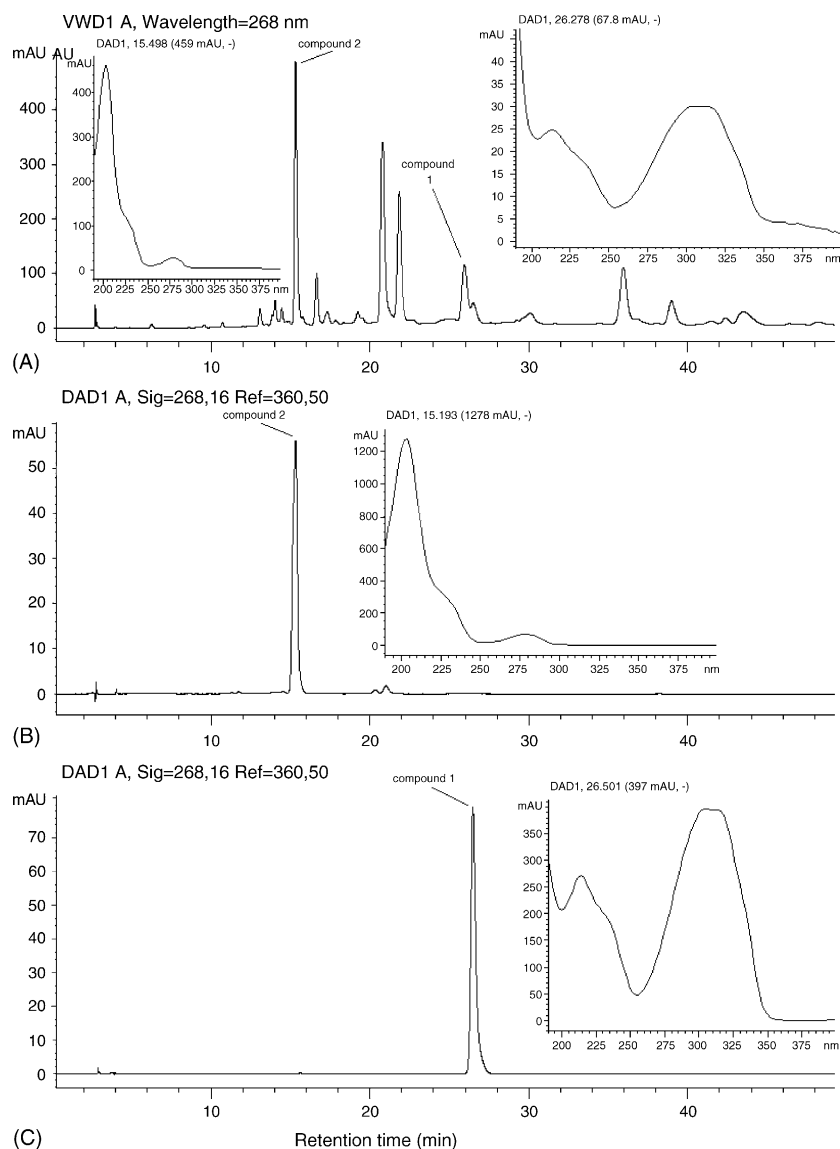 VWD1 A, Wavelength=268 nm
mAU AU
DAD1, 15.498 (459 mAU, -)
mAU
400
300
200
100
0
200 225 250 275 300 325 350 375 nm
compound 2
compound
1
DAD1, 26.278 (67.8 mAU, -)
mAU
45
40
35
30
25
20
15
10
5
0
200 225 250 275 300 325 350 375 nm
400
300
200
100
0
10 20 30 40
(A)
DAD1 A, Sig=268,16 Ref=360,50
mAU
compound 2
DAD1, 15.193 (1278 mAU, -)
mAU
1200
1000
800
600
400
200
0
200 225 250 275 300 325 350 375 nm
50
40
30
20
10
0
10 20 30 40
(B)
DAD1 A, Sig=268,16 Ref=360,50
mAU
compound 1
DAD1, 26.501 (397 mAU, -)
mAU
350
300
250
200
150
100
50
0
200 225 250 275 300 325 350 375 nm
70
60
50
40
30
20
10
0
10 20 30 40
(C)
Retention time (min)